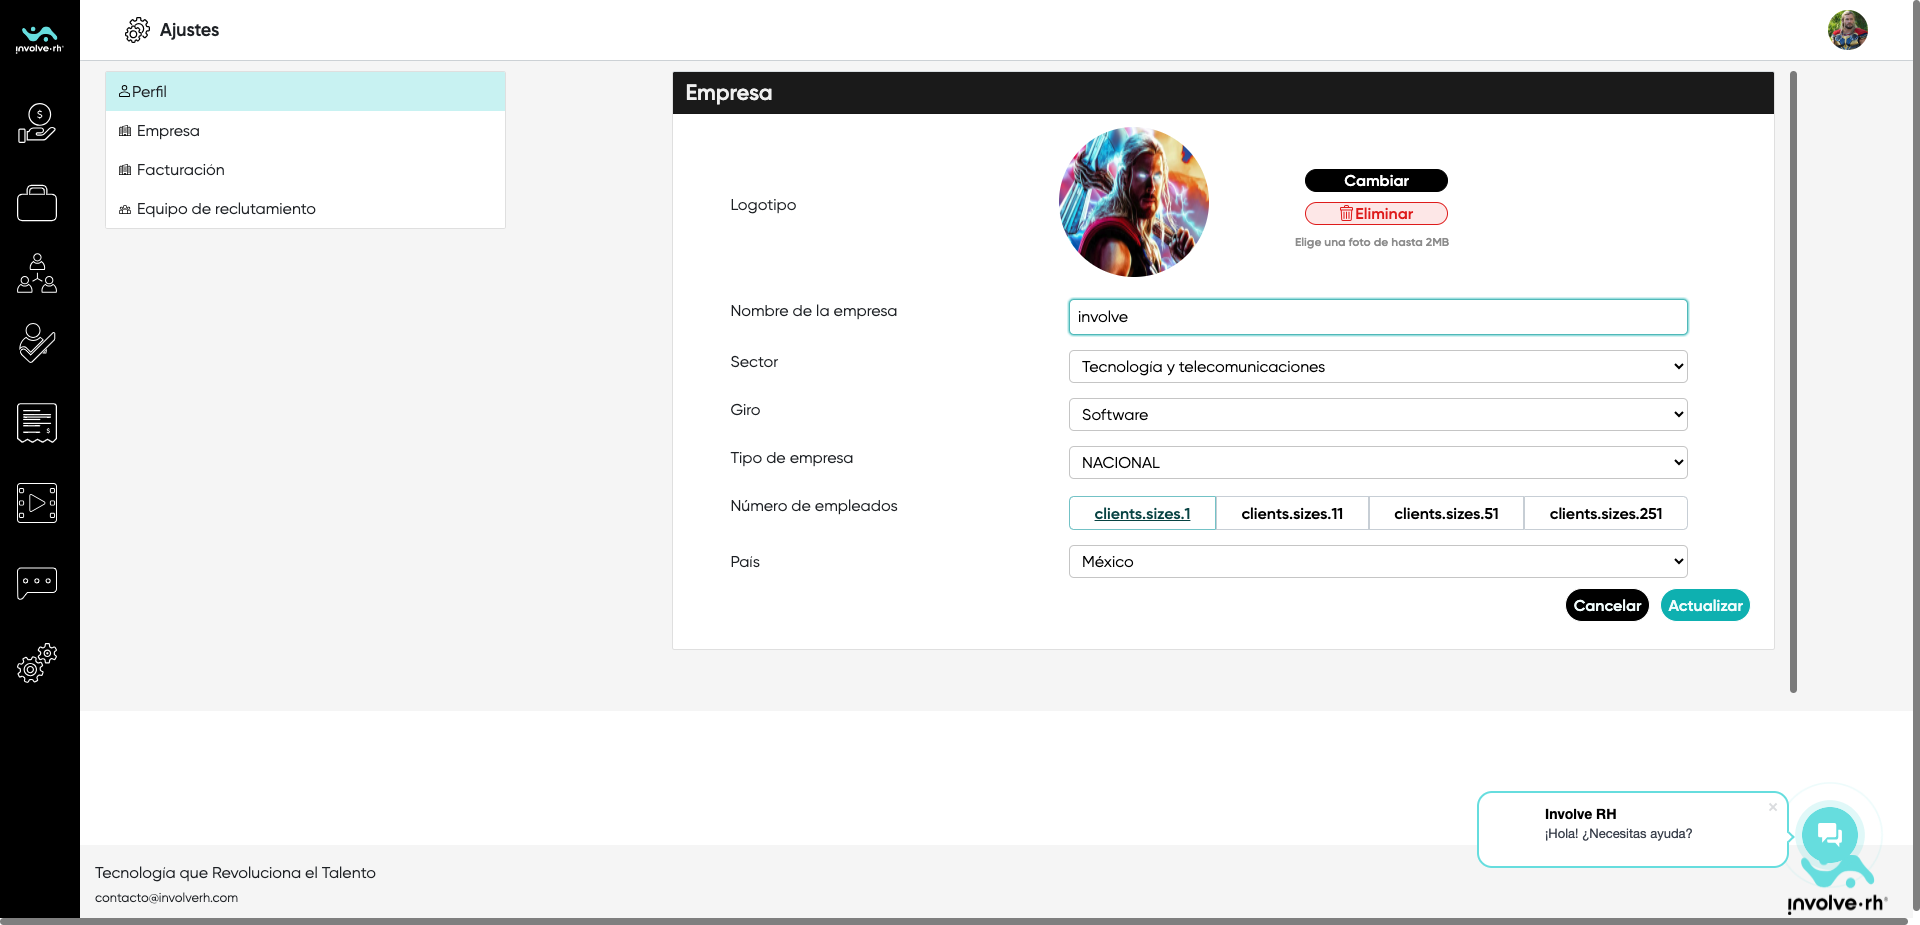 involve·rh
Ajustes
Perfil
Empresa
Facturación
Equipo de reclutamiento
Empresa
Logotipo
Cambiar
Eliminar
Elige una foto de hasta 2MB
Nombre de la empresa
involve
Sector
Tecnología y telecomunicaciones
Giro
Software
Tipo de empresa
NACIONAL
Número de empleados
clients.sizes.1 clients.sizes.11 clients.sizes.51 clients.sizes.251
País
México
Cancelar Actualizar
Involve RH
¡Hola! ¿Necesitas ayuda?
Tecnología que Revoluciona el Talento
contacto@involverh.com
involve·rh